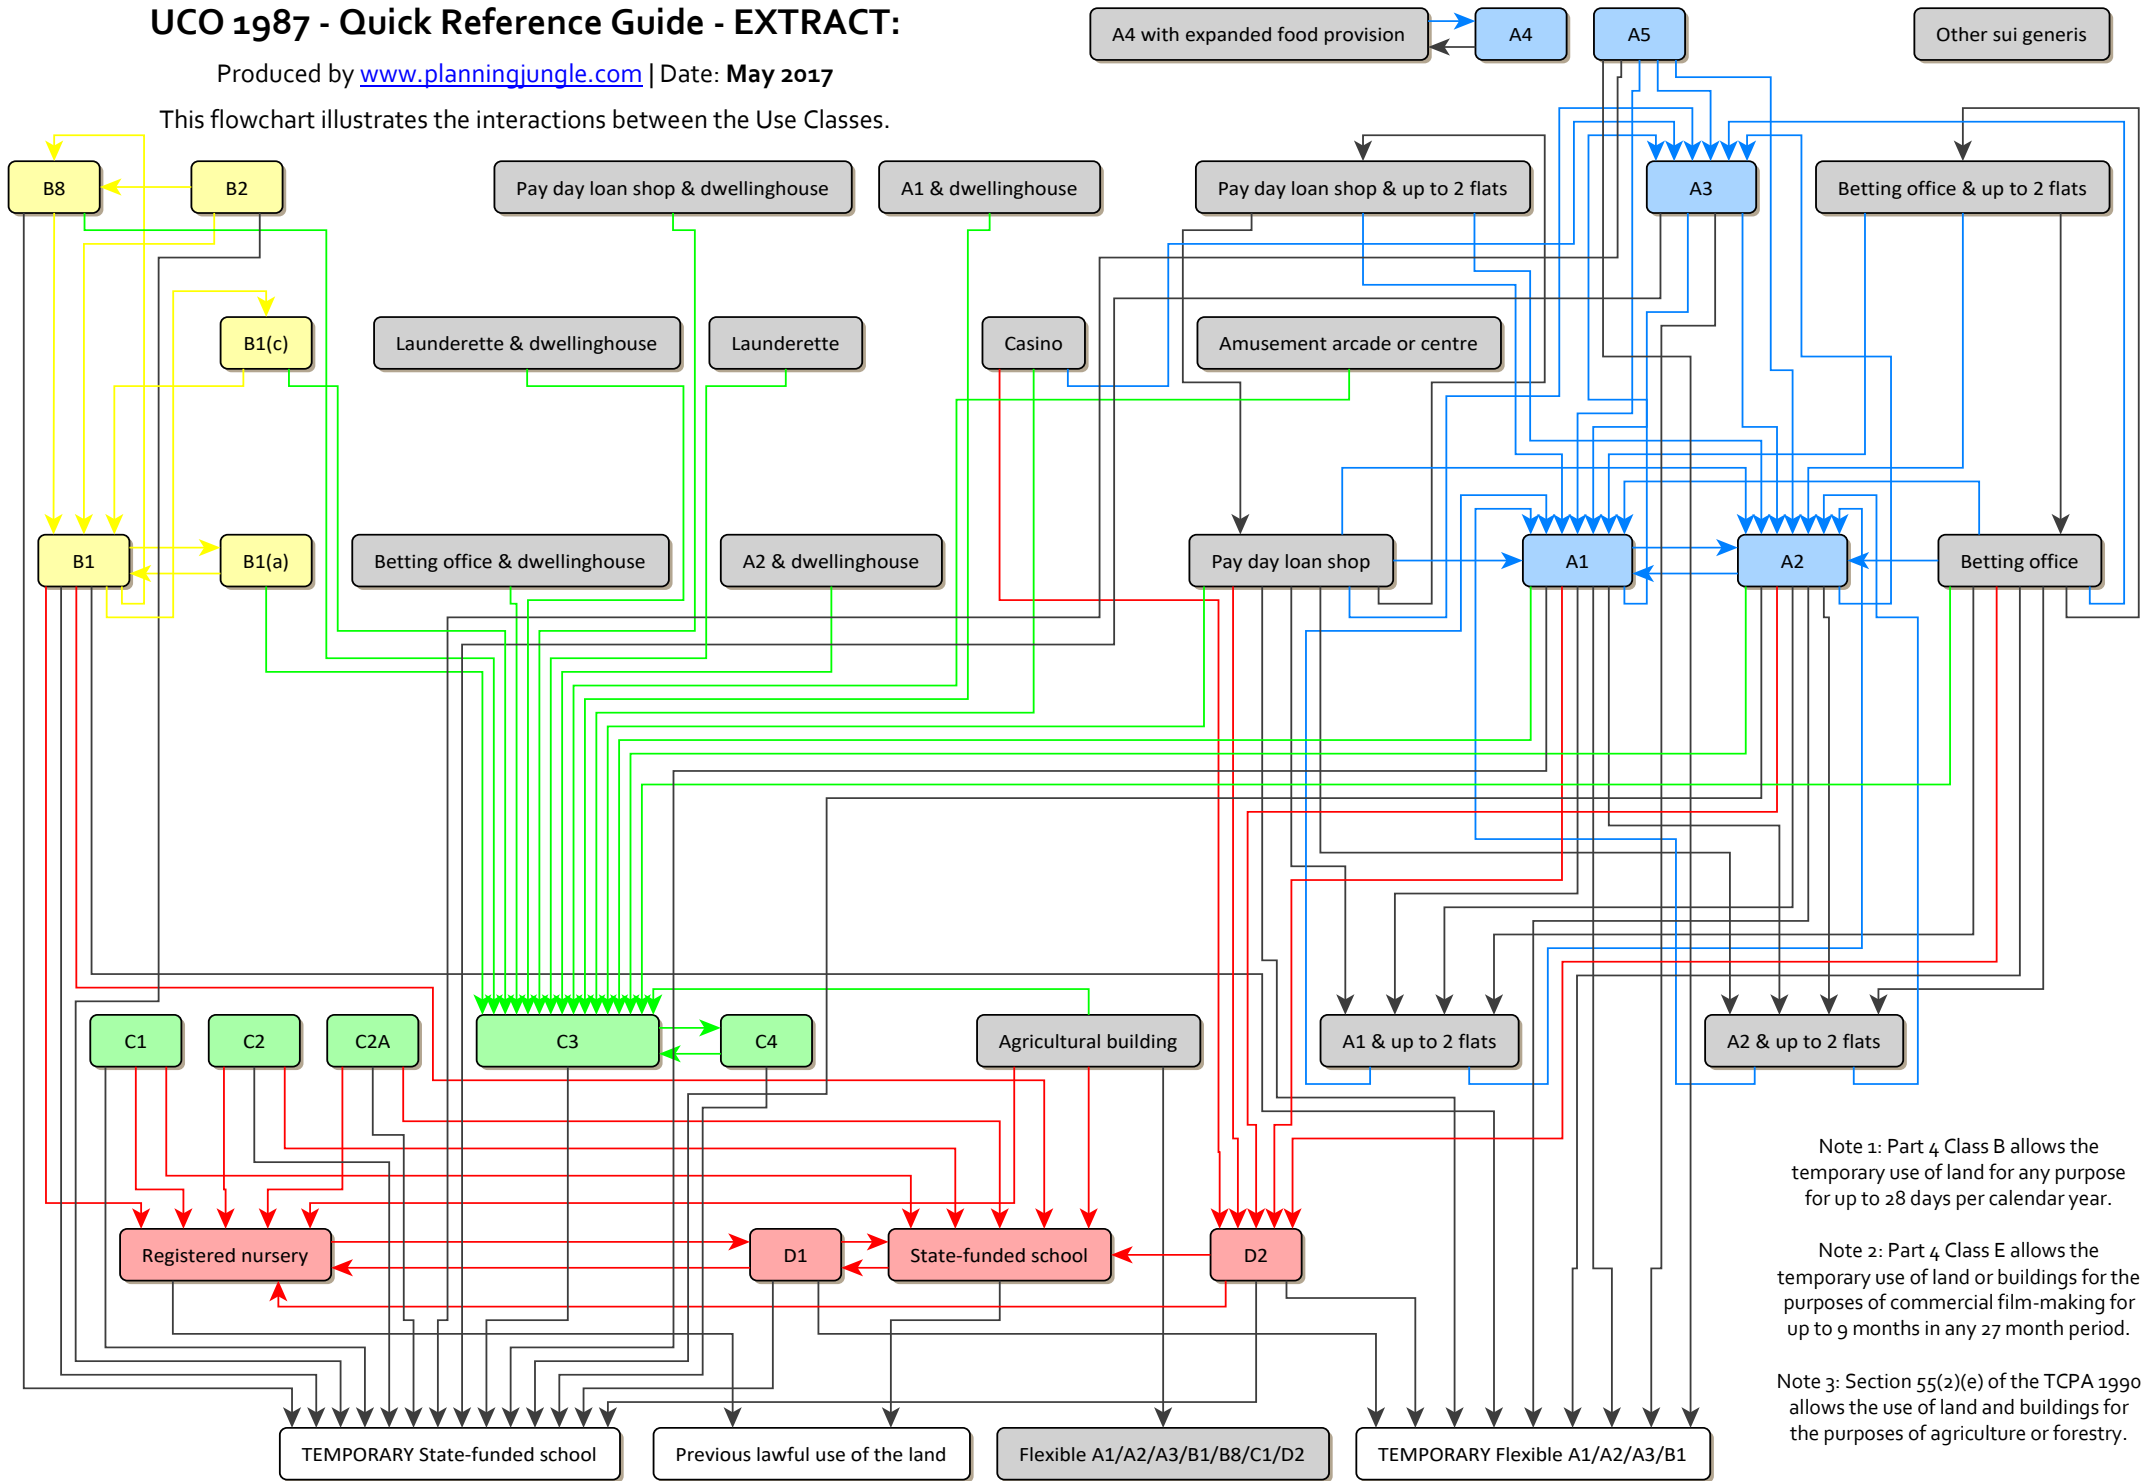 UCO 1987 - Quick Reference Guide - EXTRACT:
Produced by www.planningjungle.com | Date: May 2017
This flowchart illustrates the interactions between the Use Classes.
A4 with expanded food provision
A4
A5
Other sui generis
B8
B2
Pay day loan shop & dwellinghouse
A1 & dwellinghouse
Pay day loan shop & up to 2 flats
A3
Betting office & up to 2 flats
B1(c)
Launderette & dwellinghouse
Launderette
Casino
Amusement arcade or centre
B1
B1(a)
Betting office & dwellinghouse
A2 & dwellinghouse
Pay day loan shop
A1
A2
Betting office
C1
C2
C2A
C3
C4
Agricultural building
A1 & up to 2 flats
A2 & up to 2 flats
Registered nursery
D1
State-funded school
D2
TEMPORARY State-funded school
Previous lawful use of the land
Flexible A1/A2/A3/B1/B8/C1/D2
TEMPORARY Flexible A1/A2/A3/B1
Note 1: Part 4 Class B allows the
temporary use of land for any purpose
for up to 28 days per calendar year.
Note 2: Part 4 Class E allows the
temporary use of land or buildings for the
purposes of commercial film-making for
up to 9 months in any 27 month period.
Note 3: Section 55(2)(e) of the TCPA 1990
allows the use of land and buildings for
the purposes of agriculture or forestry.